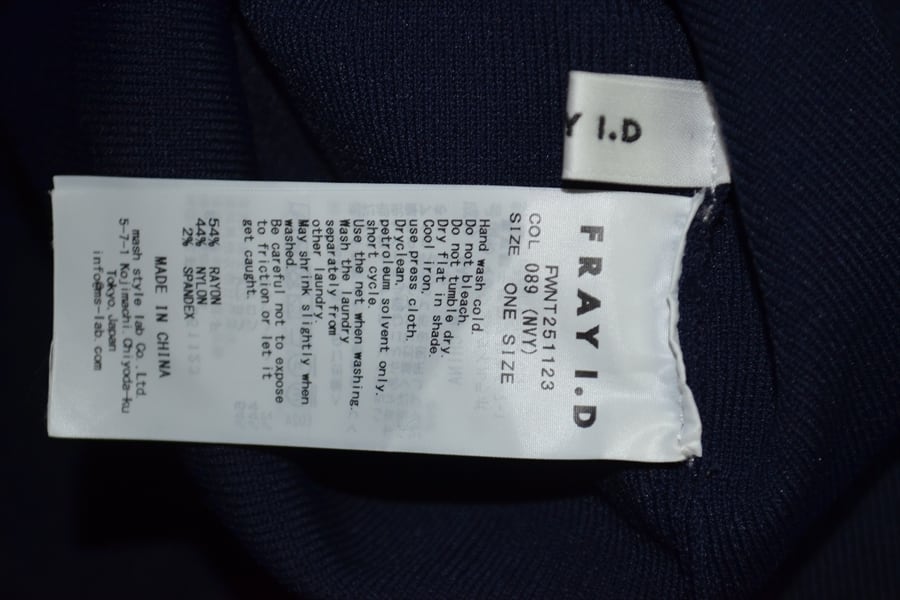 Y I.D
FRAY I.D
FWNT251123
COL 089 (NVY)
SIZE ONE SIZE
Hand wash cold.
Do not bleach.
Do not tumble dry.
Dry flat in shade.
Cool iron,
use press cloth.
Dryclean,
petroleum solvent only.
short cycle.
Use the net when washing.
Wash the laundry
separately from
other laundry.
May shrink slightly when
washed.
Be careful not to expose
to friction or let it
get caught.
54% RAYON
44% NYLON
2% SPANDEX
MADE IN CHINA
mash style lab Co.,Ltd.
5-7-1 Kojimachi,Chiyoda-ku
Tokyo,Japan
info@ms-lab.com